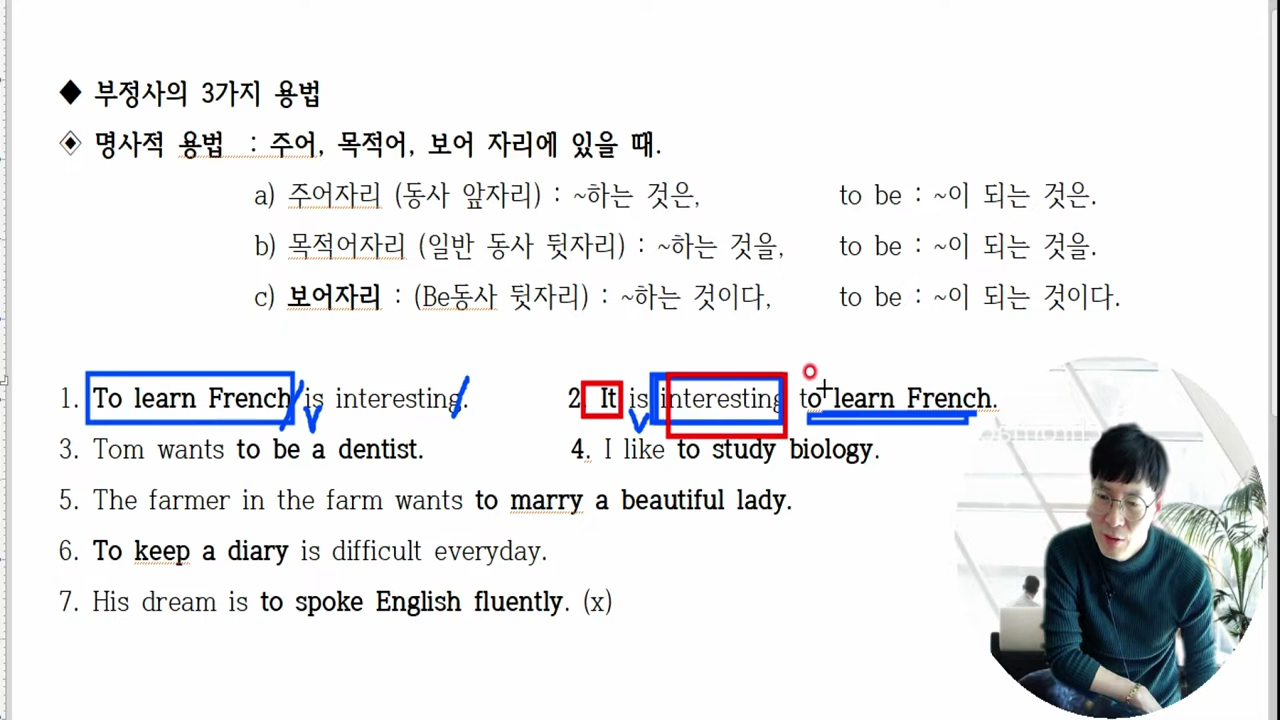 ◆ 부정사의 3가지 용법
◈ 명사적 용법 : 주어, 목적어, 보어 자리에 있을 때.
a) 주어자리 (동사 앞자리) : ~하는 것은, to be : ~이 되는 것은.
b) 목적어자리 (일반 동사 뒷자리) : ~하는 것을, to be : ~이 되는 것을.
c) 보어자리 : (Be동사 뒷자리) : ~하는 것이다, to be : ~이 되는 것이다.
1. To learn French is interesting. 2. It is interesting to learn French.
3. Tom wants to be a dentist. 4. I like to study biology.
5. The farmer in the farm wants to marry a beautiful lady.
6. To keep a diary is difficult everyday.
7. His dream is to spoke English fluently. (x)